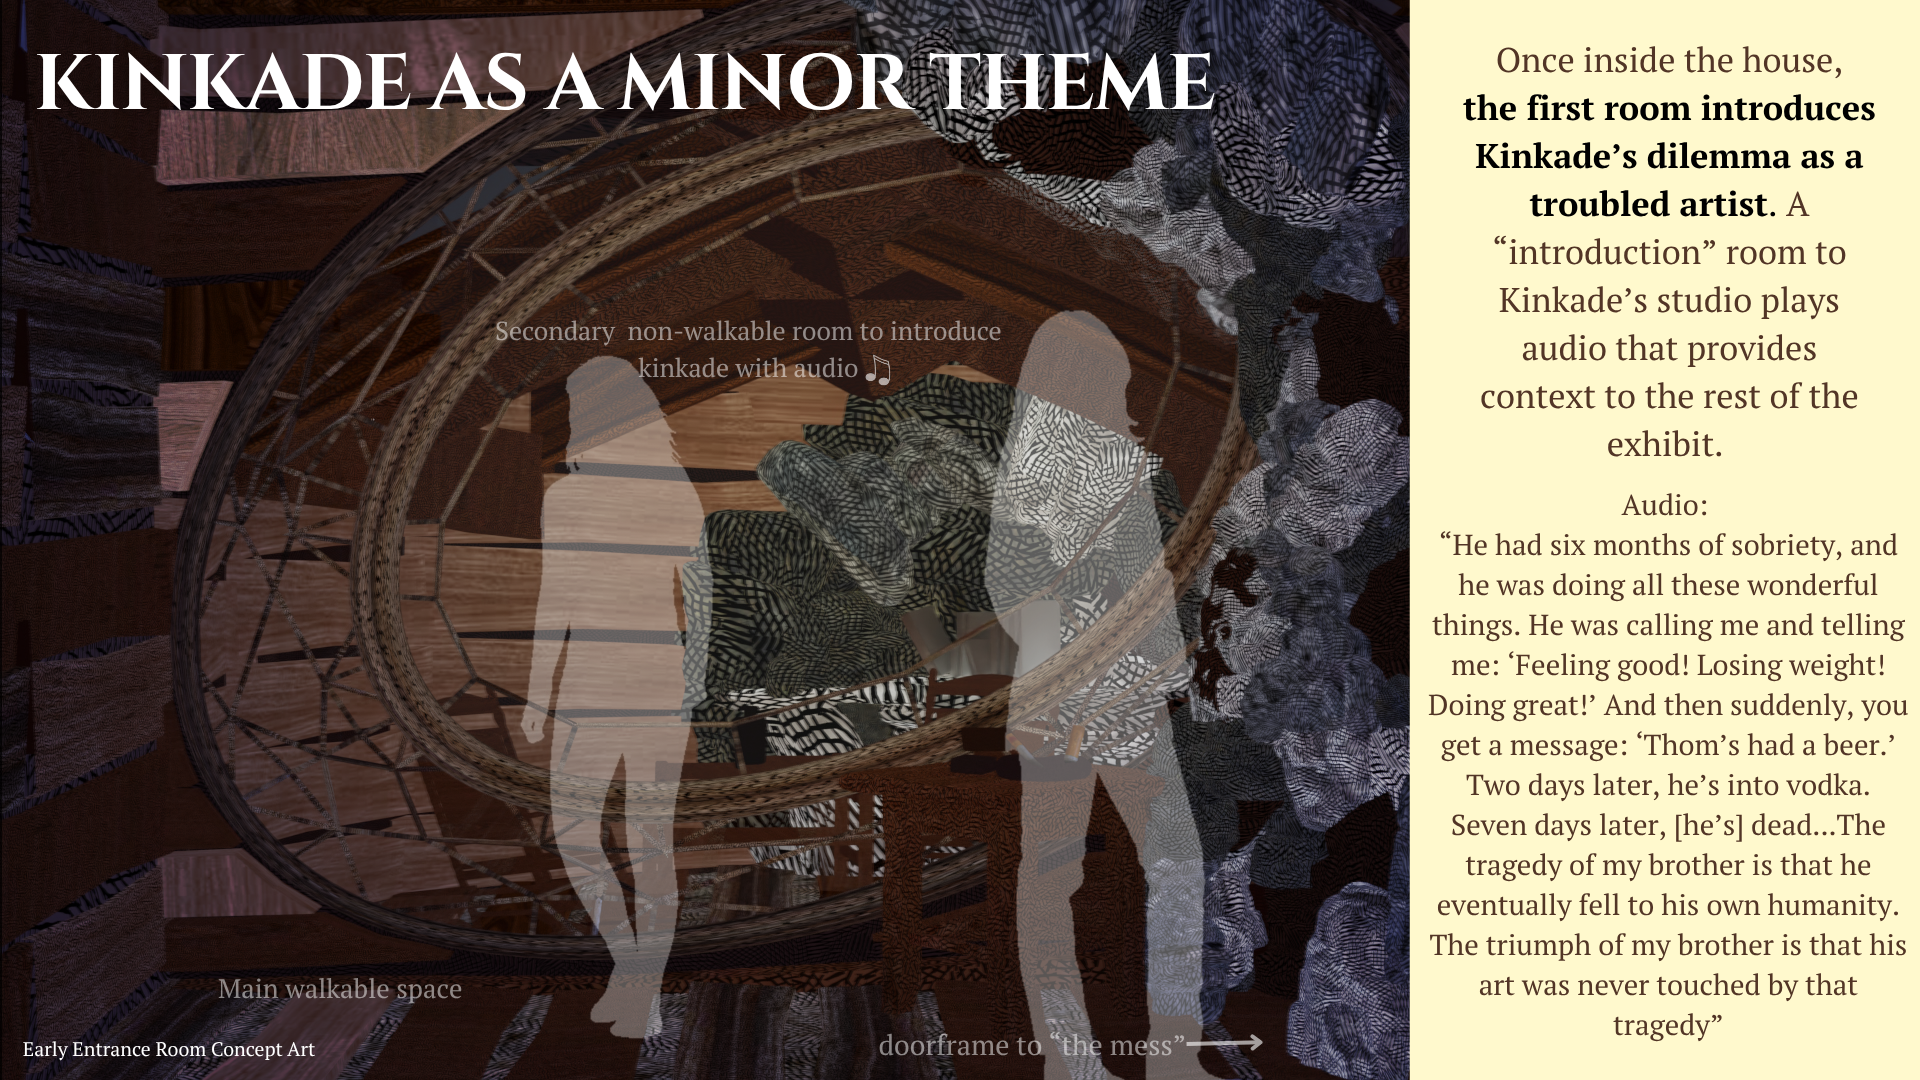 KINKADE AS A MINOR THEME
Secondary  non-walkable room to introduce
kinkade with audio ♫
Main walkable space
doorframe to “the mess”
Early Entrance Room Concept Art
Once inside the house,
the first room introduces
Kinkade’s dilemma as a
troubled artist. A
“introduction” room to
Kinkade’s studio plays
audio that provides
context to the rest of the
exhibit.
Audio:
“He had six months of sobriety, and
he was doing all these wonderful
things. He was calling me and telling
me: ‘Feeling good! Losing weight!
Doing great!’ And then suddenly, you
get a message: ‘Thom’s had a beer.’
Two days later, he’s into vodka.
Seven days later, [he’s] dead...The
tragedy of my brother is that he
eventually fell to his own humanity.
The triumph of my brother is that his
art was never touched by that
tragedy”